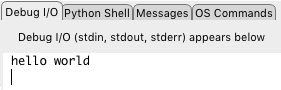 Debug I/O Python Shell Messages OS Commands
Debug I/O (stdin, stdout, stderr) appears below
hello world